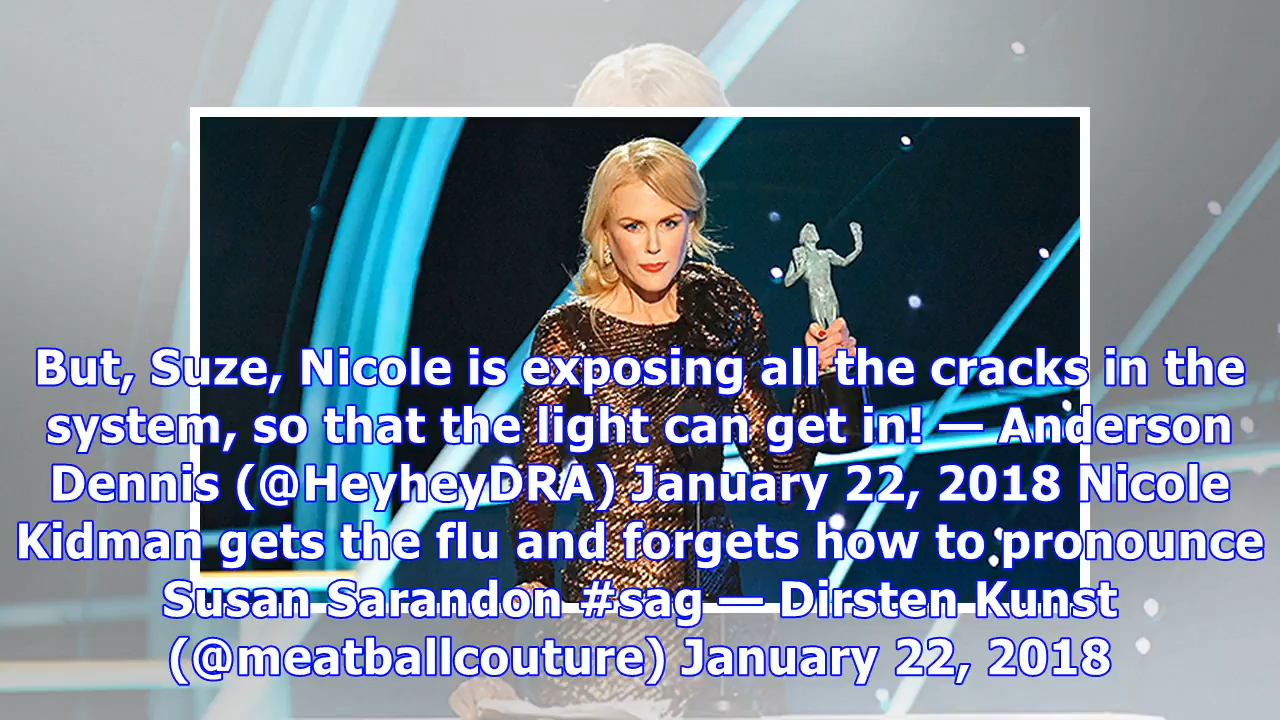 But, Suze, Nicole is exposing all the cracks in the
system, so that the light can get in! — Anderson
Dennis (@HeyheyDRA) January 22, 2018 Nicole
Kidman gets the flu and forgets how to pronounce
Susan Sarandon #sag — Dirsten Kunst
(@meatballcouture) January 22, 2018